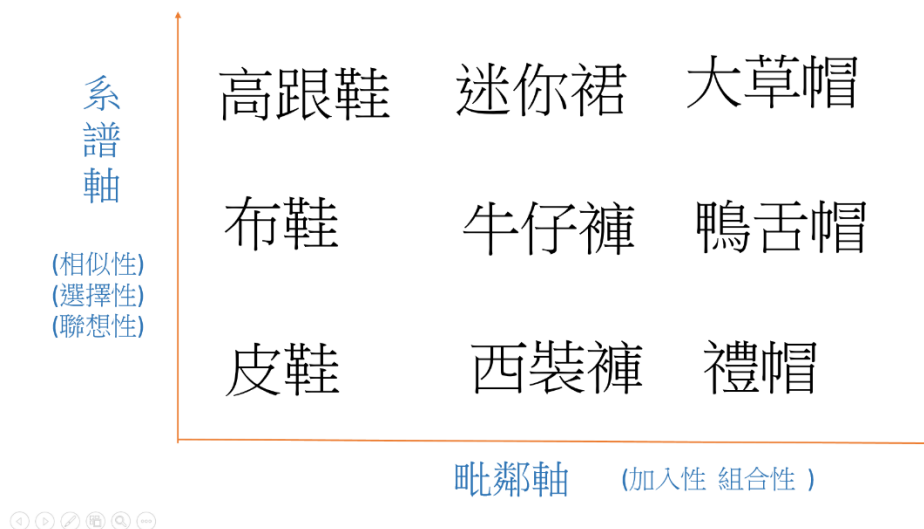 系
譜
軸
(相似性)
(選擇性)
(聯想性)
高跟鞋 迷你裙 大草帽
布鞋 牛仔褲 鴨舌帽
皮鞋 西裝褲 禮帽
毗鄰軸 (加入性 組合性 )